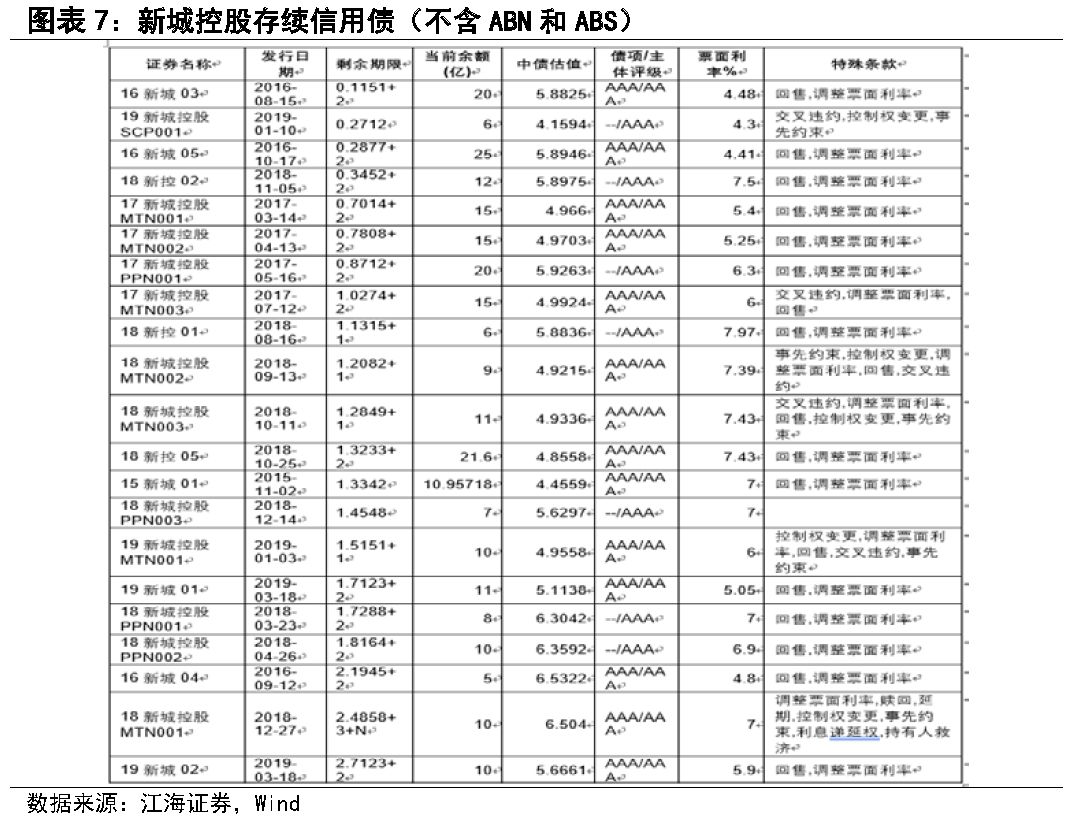 图表 7：新城控股存续信用债（不含 ABN 和 ABS）
证券名称 发行日期 剩余期限 当前余额(亿) 中债估值 债项/主体评级 票面利率% 特殊条款
16 新城 03 2016-08-15 0.1151+2 20 5.8825 AAA/AAA 4.48 回售,调整票面利率
19 新城控股 SCP001 2019-01-10 0.2712 6 4.1594 --/AAA 4.3 交叉违约,控制权变更,事先约束
16 新城 05 2016-10-17 0.2877+2 25 5.8946 AAA/AAA 4.41 回售,调整票面利率
18 新控 02 2018-11-05 0.3452+2 12 5.8975 --/AAA 7.5 回售,调整票面利率
17 新城控股 MTN001 2017-03-14 0.7014+2 15 4.966 AAA/AAA 5.4 回售,调整票面利率
17 新城控股 MTN002 2017-04-13 0.7808+2 15 4.9703 AAA/AAA 5.25 回售,调整票面利率
17 新城控股 PPN001 2017-05-16 0.8712+2 20 5.9263 --/AAA 6.3 回售,调整票面利率
17 新城控股 MTN003 2017-07-12 1.0274+2 15 4.9924 AAA/AAA 6 交叉违约,调整票面利率,回售
18 新控 01 2018-08-16 1.1315+1 6 5.8836 --/AAA 7.97 回售,调整票面利率
18 新城控股 MTN002 2018-09-13 1.2082+1 9 4.9215 AAA/AAA 7.39 事先约束,控制权变更,调整票面利率,回售,交叉违约
18 新城控股 MTN003 2018-10-11 1.2849+1 11 4.9336 AAA/AAA 7.43 交叉违约,调整票面利率,回售,控制权变更,事先约束
18 新控 05 2018-10-25 1.3233+2 21.6 4.8558 AAA/AAA 7.43 回售,调整票面利率
15 新城 01 2015-11-02 1.3342 10.95718 4.4559 AAA/AAA 7 回售,调整票面利率
18 新城控股 PPN003 2018-12-14 1.4548 7 5.6297 --/AAA 7
19 新城控股 MTN001 2019-01-03 1.5151+1 10 4.9558 AAA/AAA 6 控制权变更,调整票面利率,回售,交叉违约,事先约束
19 新城 01 2019-03-18 1.7123+2 11 5.1138 AAA/AAA 5.05 回售,调整票面利率
18 新城控股 PPN001 2018-03-23 1.7288+2 8 6.3042 --/AAA 7 回售,调整票面利率
18 新城控股 PPN002 2018-04-26 1.8164+2 10 6.3592 --/AAA 6.9 回售,调整票面利率
16 新城 04 2016-09-12 2.1945+2 5 6.5322 AAA/AAA 4.8 回售,调整票面利率
18 新城控股 MTN001 2018-12-27 2.4858+3+N 10 6.504 AAA/AAA 7 调整票面利率,赎回,延期,控制权变更,事先约束,利息递延权,持有人救济
19 新城 02 2019-03-18 2.7123+2 10 5.6661 AAA/AAA 5.9 回售,调整票面利率
数据来源：江海证券，Wind